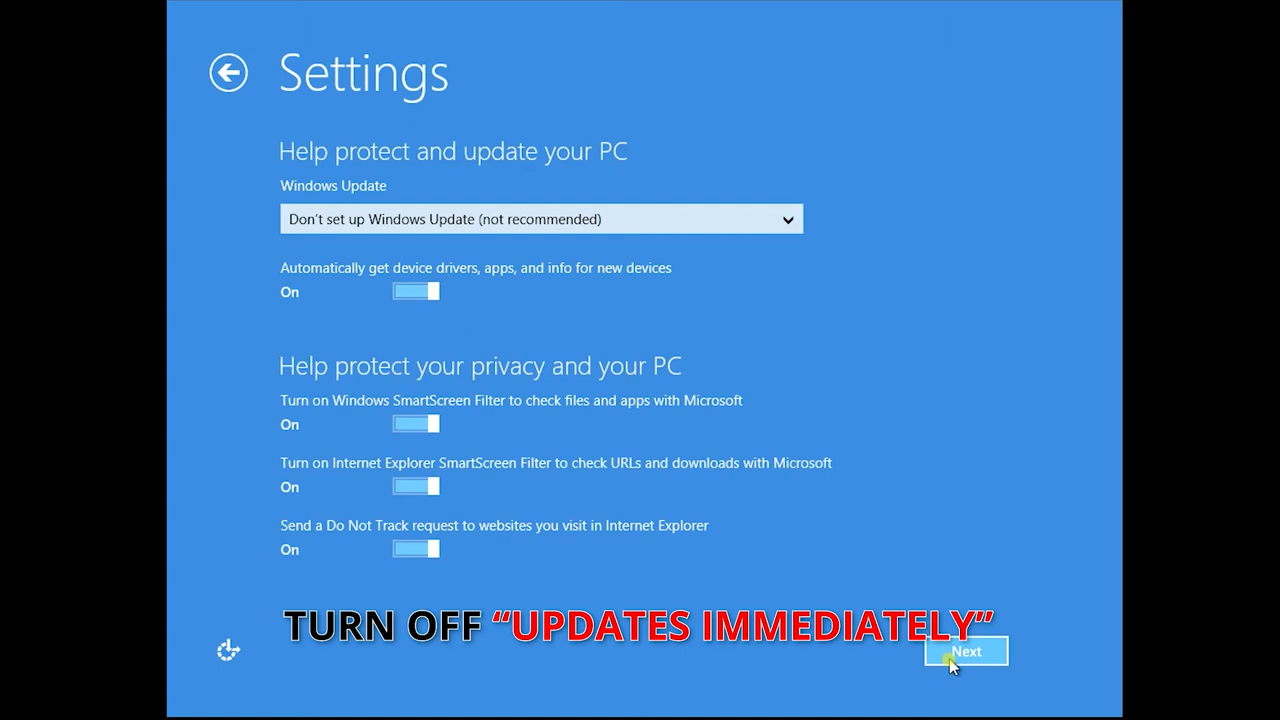 Settings
Help protect and update your PC
Windows Update
Don't set up Windows Update (not recommended)
Automatically get device drivers, apps, and info for new devices
On
Help protect your privacy and your PC
Turn on Windows SmartScreen Filter to check files and apps with Microsoft
On
Turn on Internet Explorer SmartScreen Filter to check URLs and downloads with Microsoft
On
Send a Do Not Track request to websites you visit in Internet Explorer
On
TURN OFF “UPDATES IMMEDIATELY”
Next